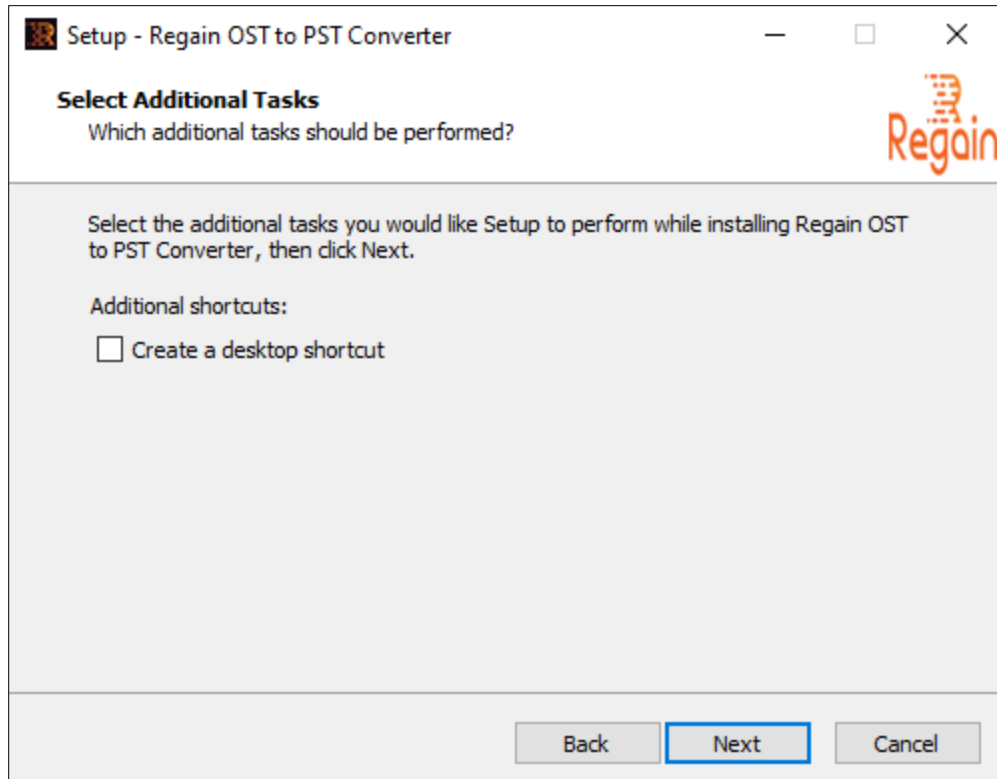 Setup - Regain OST to PST Converter
Select Additional Tasks
Which additional tasks should be performed?
Regain
Select the additional tasks you would like Setup to perform while installing Regain OST
to PST Converter, then click Next.
Additional shortcuts:
Create a desktop shortcut
Back Next Cancel